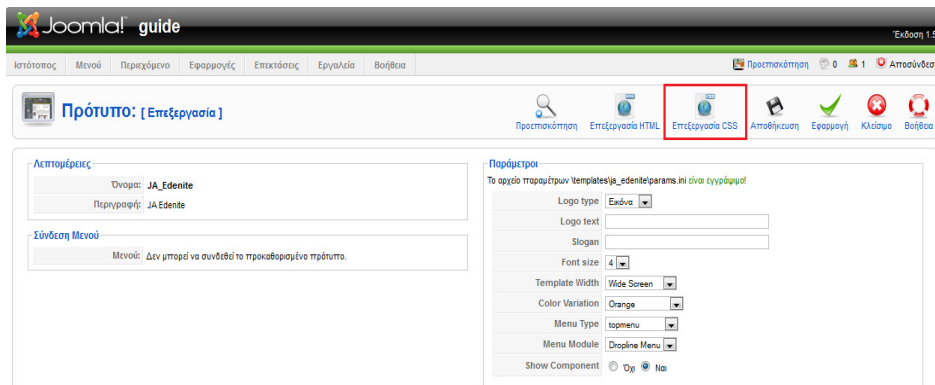 Joomla! guide
Έκδοση 1.5
Ιστότοπος Μενού Περιεχόμενο Εφαρμογές Επεκτάσεις Εργαλεία Βοήθεια Προεπισκόπηση 0 1 Αποσύνδεσ
Πρότυπο: [ Επεξεργασία ]
Προεπισκόπηση Επεξεργασία HTML Επεξεργασία CSS Αποθήκευση Εφαρμογή Κλείσιμο Βοήθεια
Λεπτομέρειες
Όνομα: JA_Edenite
Περιγραφή: JA Edenite
Σύνδεση Μενού
Μενού: Δεν μπορεί να συνδεθεί το προκαθορισμένο πρότυπο.
Παράμετροι
Το αρχείο παραμέτρων \templates\ja_edenite\params.ini είναι εγγράψιμο!
Logo type Εικόνα
Logo text
Slogan
Font size 4
Template Width Wide Screen
Color Variation Orange
Menu Type topmenu
Menu Module Dropline Menu
Show Component Όχι Ναι